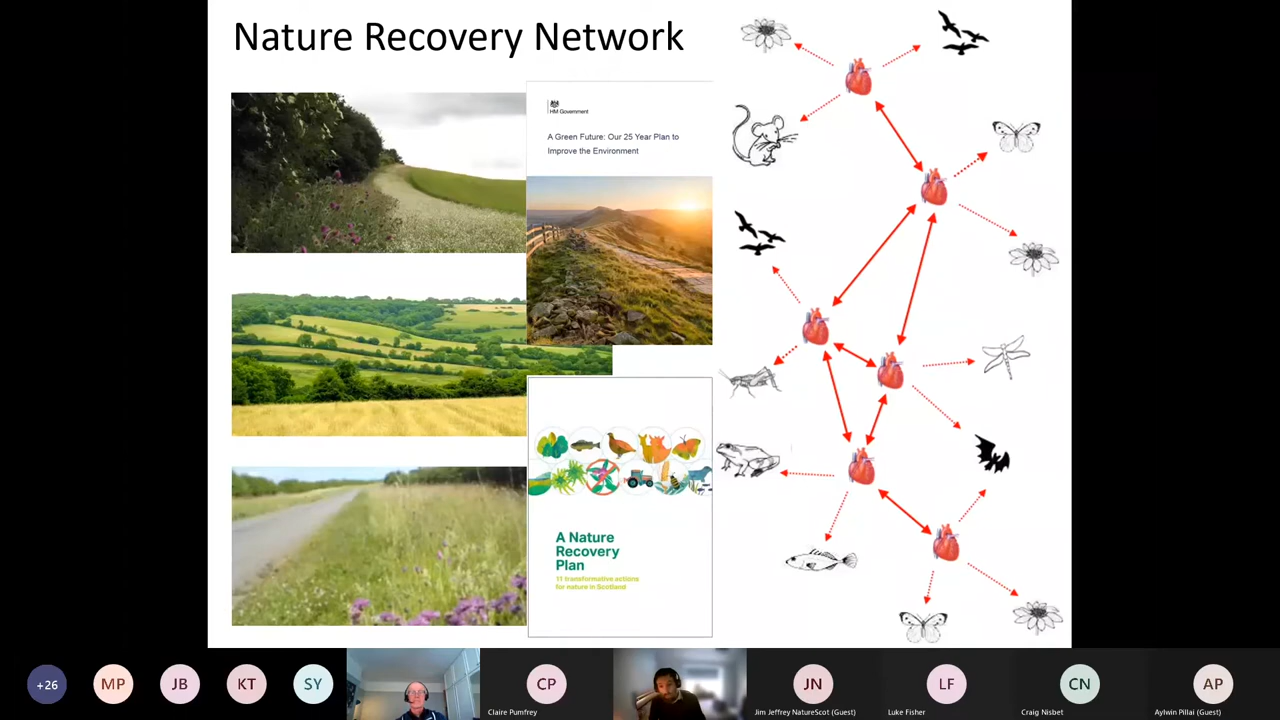 Nature Recovery Network
HM Government
A Green Future: Our 25 Year Plan to
Improve the Environment
A Nature
Recovery
Plan
11 transformative actions
for nature in Scotland
+26
MP
JB
KT
SY
CP
Claire Pumfrey
JN
Jim Jeffrey NatureScot (Guest)
LF
Luke Fisher
CN
Craig Nisbet
AP
Aylwin Pillai (Guest)